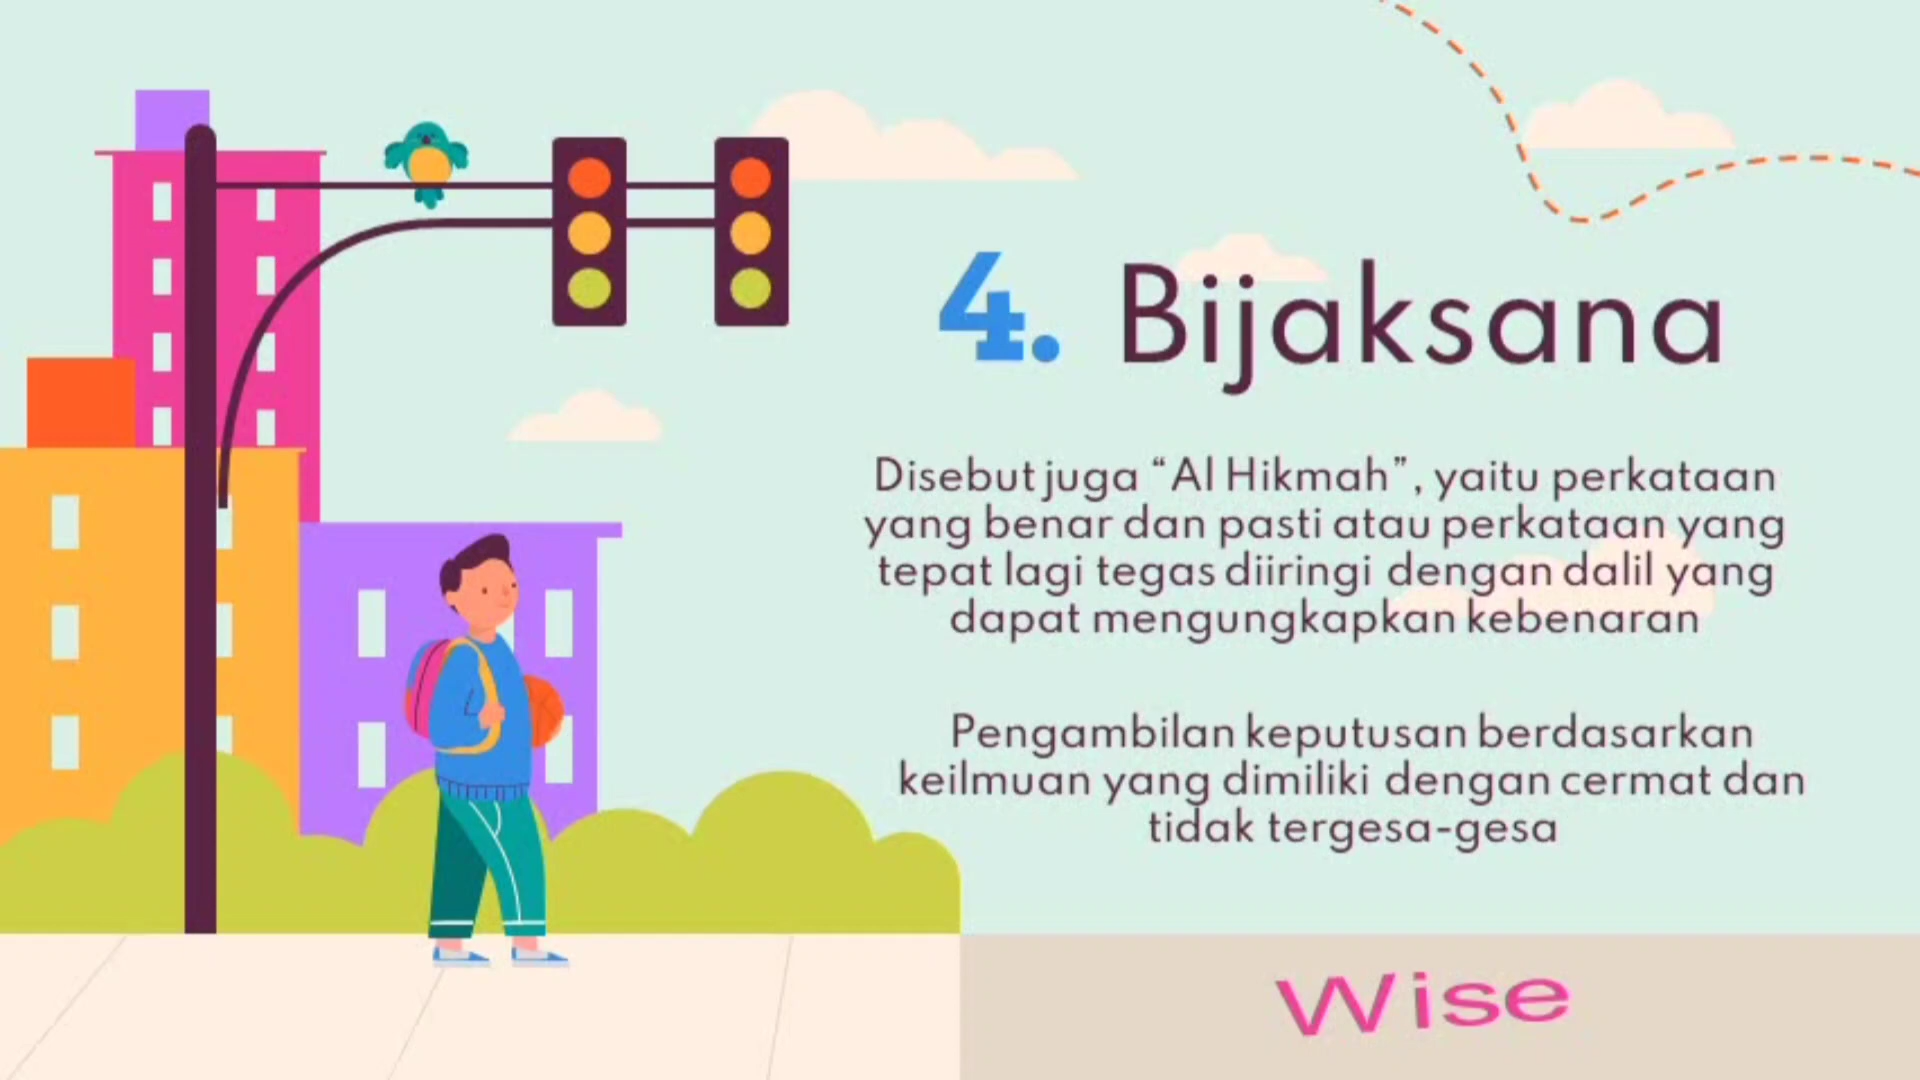 4. Bijaksana
Disebut juga “Al Hikmah”, yaitu perkataan
yang benar dan pasti atau perkataan yang
tepat lagi tegas diiringi dengan dalil yang
dapat mengungkapkan kebenaran
Pengambilan keputusan berdasarkan
keilmuan yang dimiliki dengan cermat dan
tidak tergesa-gesa
Wise